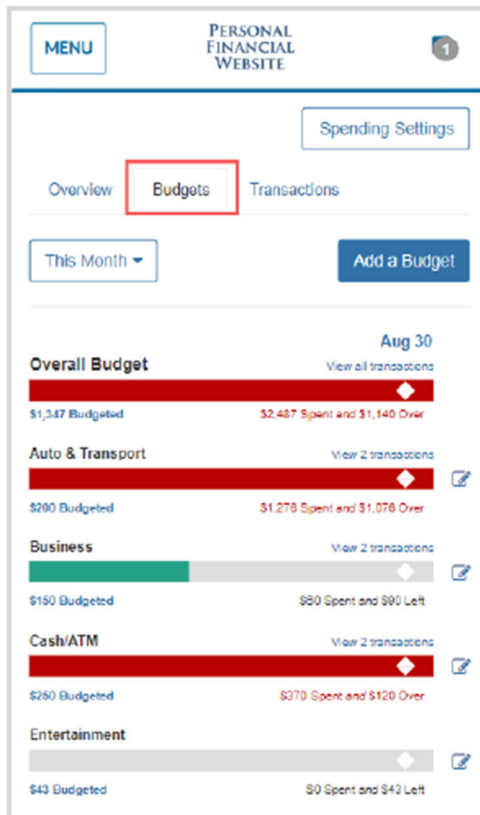 MENU
PERSONAL
FINANCIAL
WEBSITE
1
Spending Settings
Overview Budgets Transactions
This Month
Add a Budget
Aug 30
Overall Budget View all transactions
$1,347 Budgeted $2,487 Spent and $1,140 Over
Auto & Transport View 2 transactions
$200 Budgeted $1,278 Spent and $1,078 Over
Business View 2 transactions
$150 Budgeted $60 Spent and $90 Left
Cash/ATM View 2 transactions
$250 Budgeted $370 Spent and $120 Over
Entertainment
$43 Budgeted $0 Spent and $43 Left